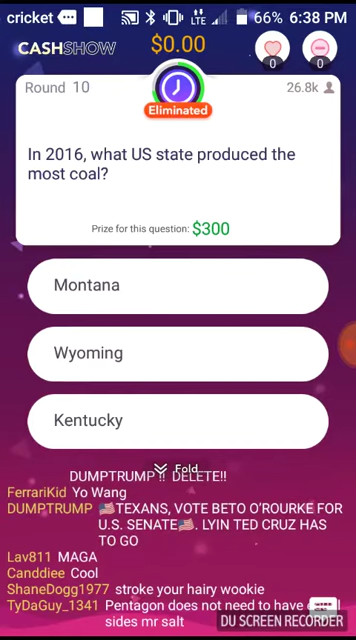 cricket LTE 66% 6:38 PM
CASHSHOW $0.00
0 0
Round 10 26.8k
Eliminated
In 2016, what US state produced the
most coal?
Prize for this question: $300
Montana
Wyoming
Kentucky
Fold
DUMPTRUMP !! DELETE!!
FerrariKid Yo Wang
DUMPTRUMP 🇺🇸TEXANS, VOTE BETO O'ROURKE FOR
U.S. SENATE🇺🇸. LYIN TED CRUZ HAS
TO GO
Lav811 MAGA
Canddiee Cool
ShaneDogg1977 stroke your hairy wookie
TyDaGuy_1341 Pentagon does not need to have
sides mr salt
DU SCREEN RECORDER